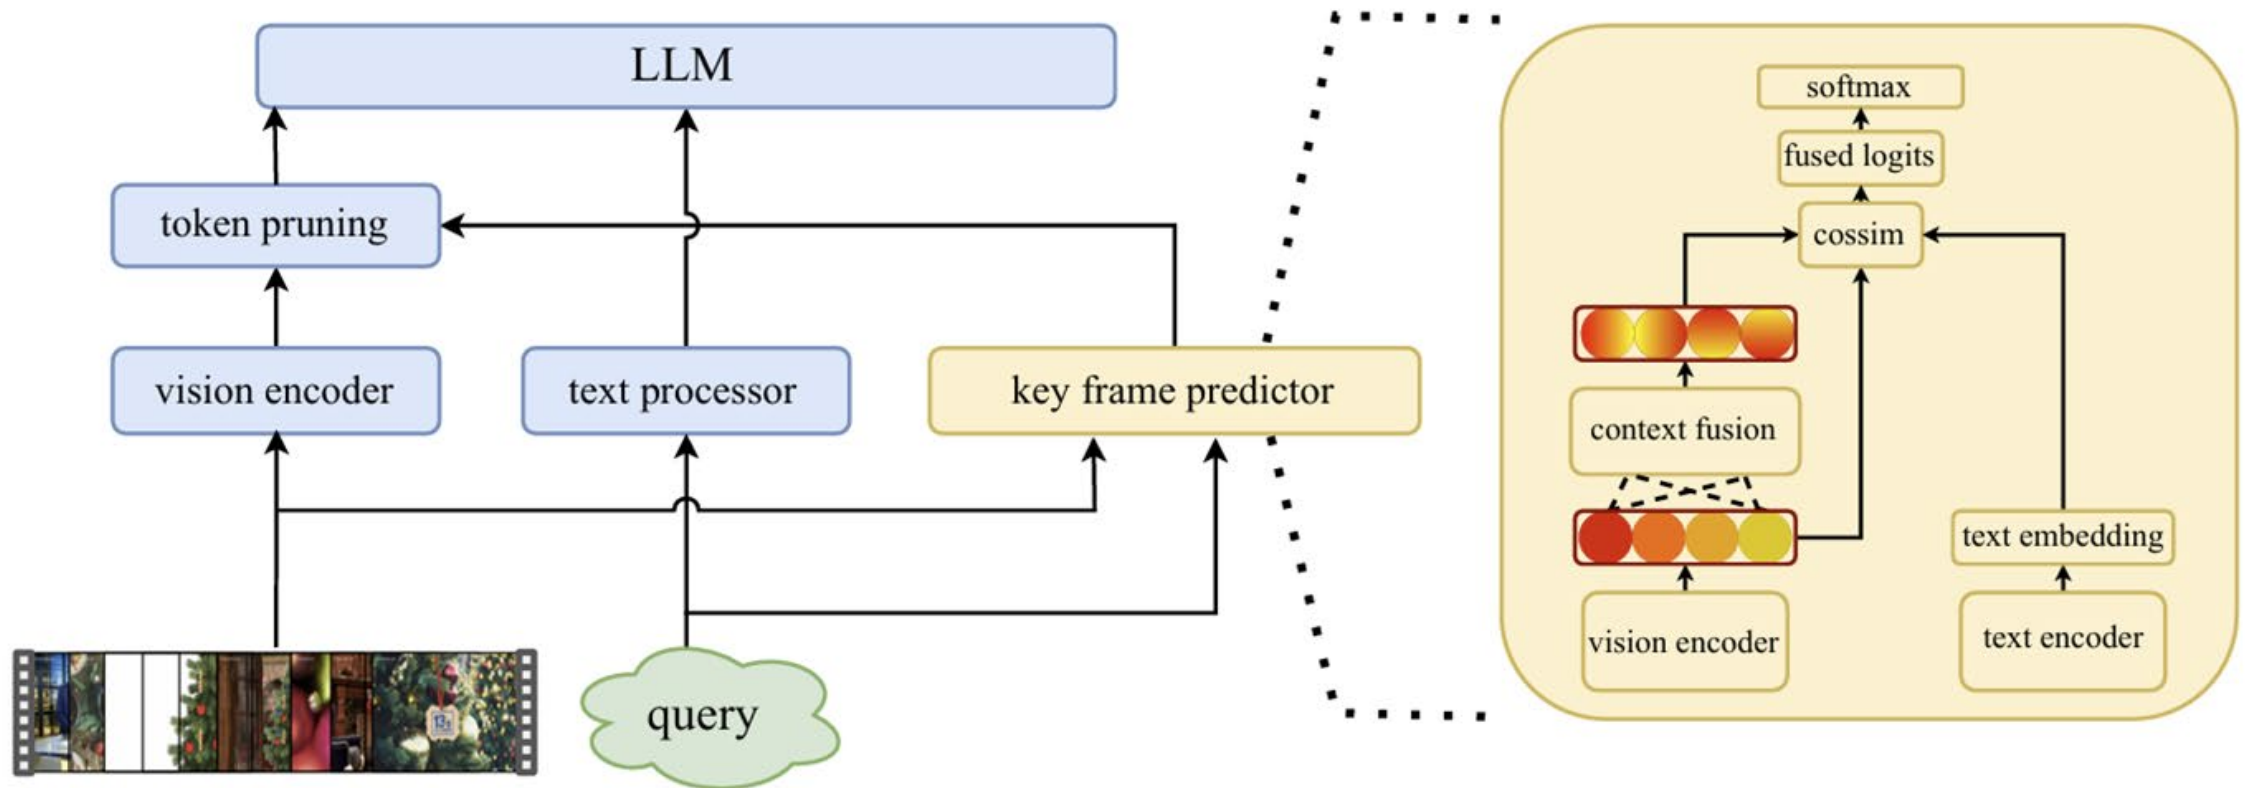 LLM
token pruning
vision encoder
text processor
key frame predictor
query
softmax
fused logits
cossim
context fusion
text embedding
vision encoder
text encoder